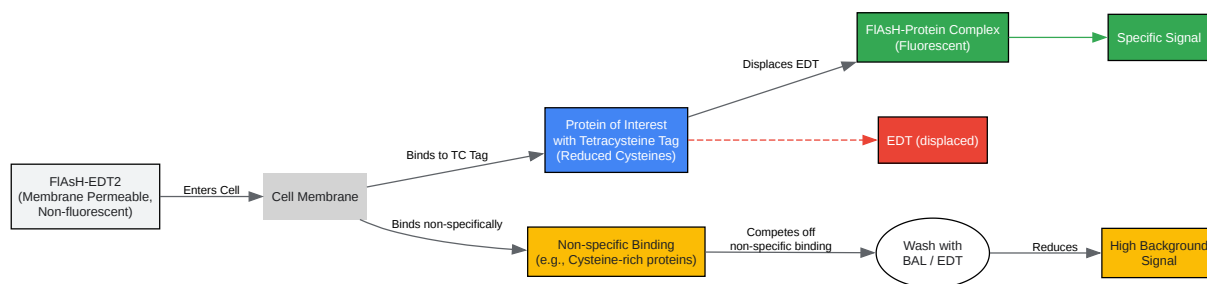 FlAsH-EDT2
(Membrane Permeable,
Non-fluorescent)
Enters Cell
Cell Membrane
Binds to TC Tag
Binds non-specifically
Protein of Interest
with Tetracysteine Tag
(Reduced Cysteines)
Displaces EDT
FlAsH-Protein Complex
(Fluorescent)
Specific Signal
EDT (displaced)
Non-specific Binding
(e.g., Cysteine-rich proteins)
Competes off
non-specific binding
Wash with
BAL / EDT
Reduces
High Background
Signal